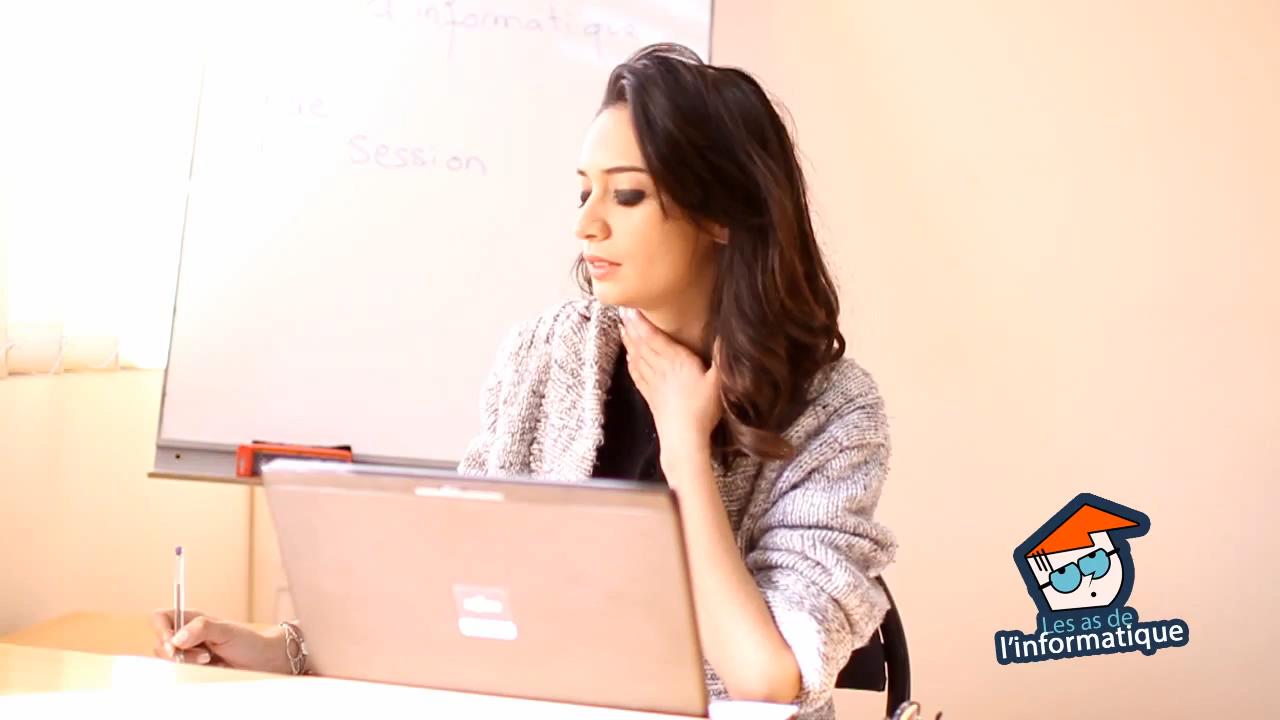 informatique
Session
Les as de
l'informatique